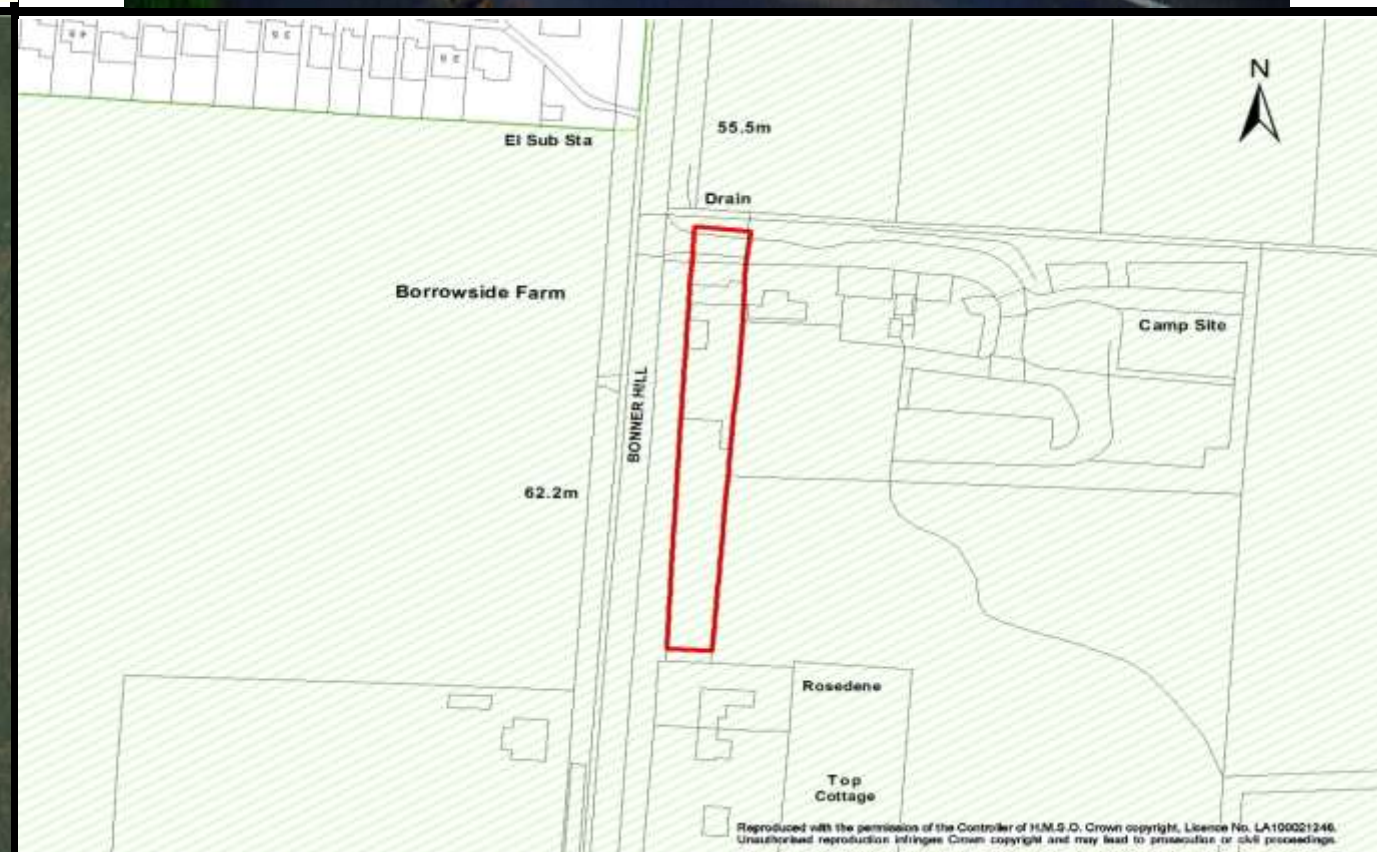 N
55.5m
El Sub Sta
Drain
Borrowside Farm
Camp Site
BONNER HILL
62.2m
Rosedene
Top
Cottage
Reproduced with the permission of the Controller of H.M.S.O. Crown copyright, Licence No. LA100021246.
Unauthorised reproduction infringes Crown copyright and may lead to prosecution or civil proceedings.